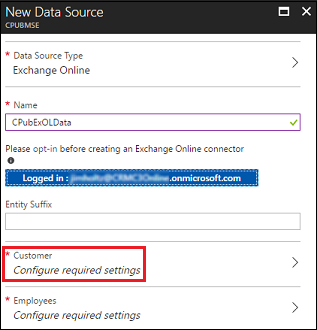 New Data Source
CPUBMSE
* Data Source Type
Exchange Online
* Name
CPubExOLData
Please opt-in before creating an Exchange Online connector
Logged in : .onmicrosoft.com
Entity Suffix
* Customer
Configure required settings
* Employees
Configure required settings